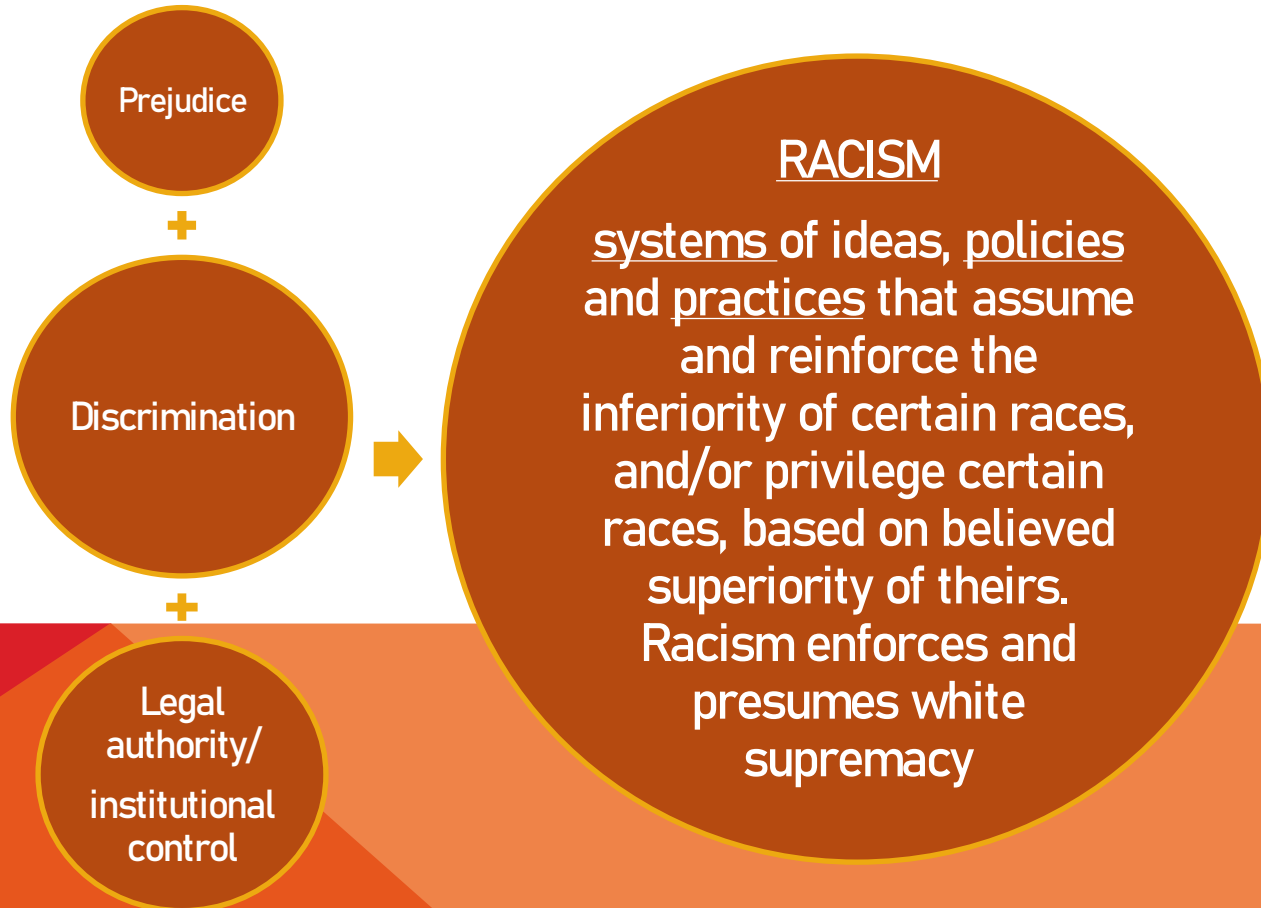 Prejudice
+
Discrimination
+
Legal
authority/
institutional
control
RACISM
systems of ideas, policies
and practices that assume
and reinforce the
inferiority of certain races,
and/or privilege certain
races, based on believed
superiority of theirs.
Racism enforces and
presumes white
supremacy